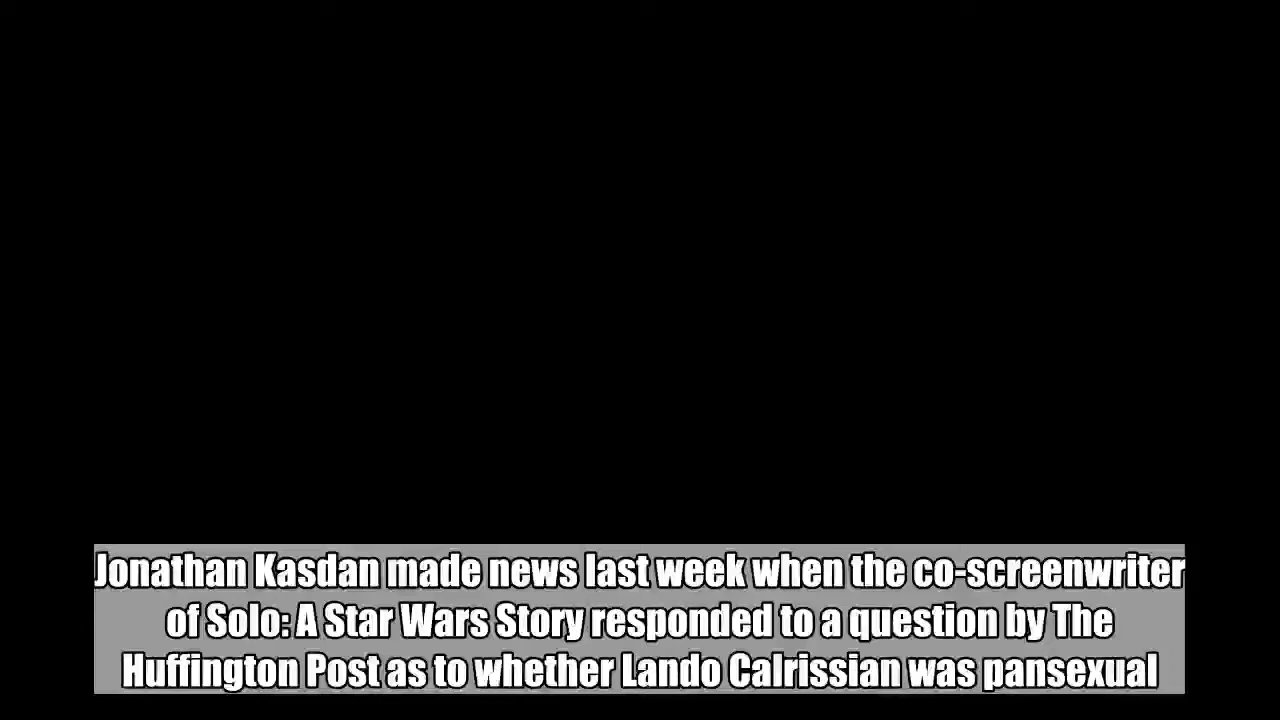 Jonathan Kasdan made news last week when the co-screenwriter
of Solo: A Star Wars Story responded to a question by The
Huffington Post as to whether Lando Calrissian was pansexual